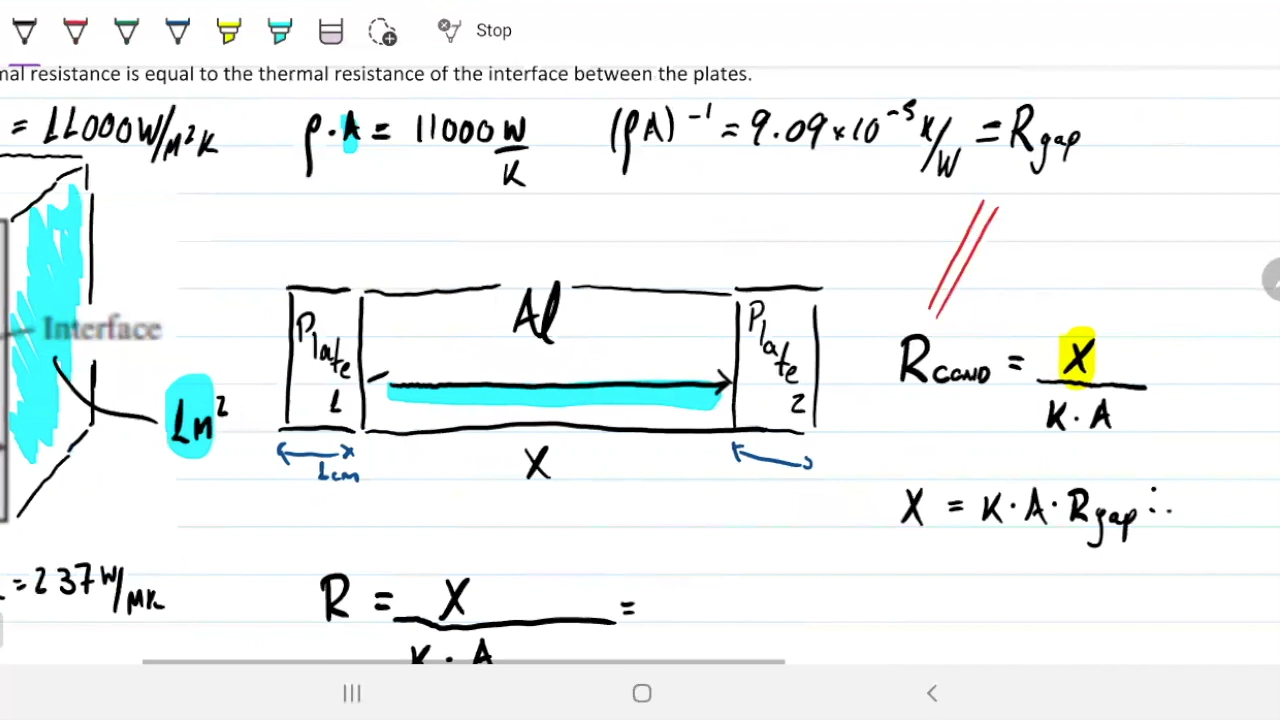 Stop
mal resistance is equal to the thermal resistance of the interface between the plates.
= 11000 W/m²K
ρ · A = 11000 W/K
(ρA)⁻¹ = 9.09 × 10⁻⁵ K/W = Rgap
Interface
1m²
Plate 1
Al
Plate 2
1cm
X
Rcond = X / K · A
X = K · A · Rgap ∴
= 237 W/mK
R = X / K · A =